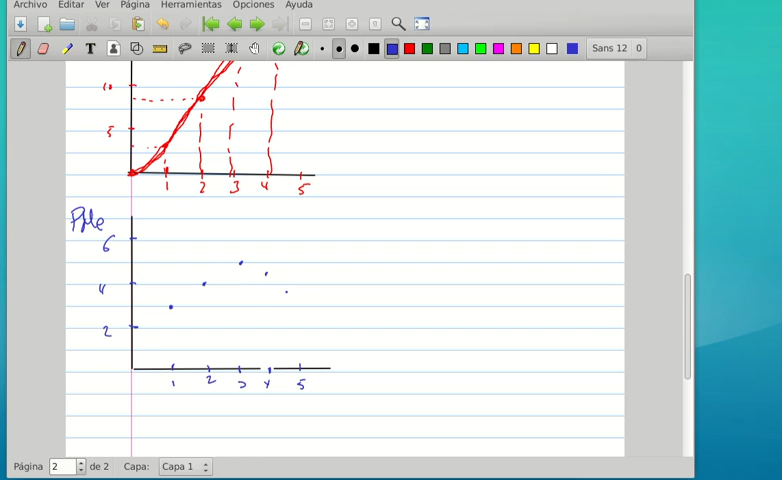 Archivo Editar Ver Página Herramientas Opciones Ayuda
T Sans 12 0
10
5
1 2 3 4 5
6
4
2
1 2 3 4 5
Página 2 de 2 Capa: Capa 1